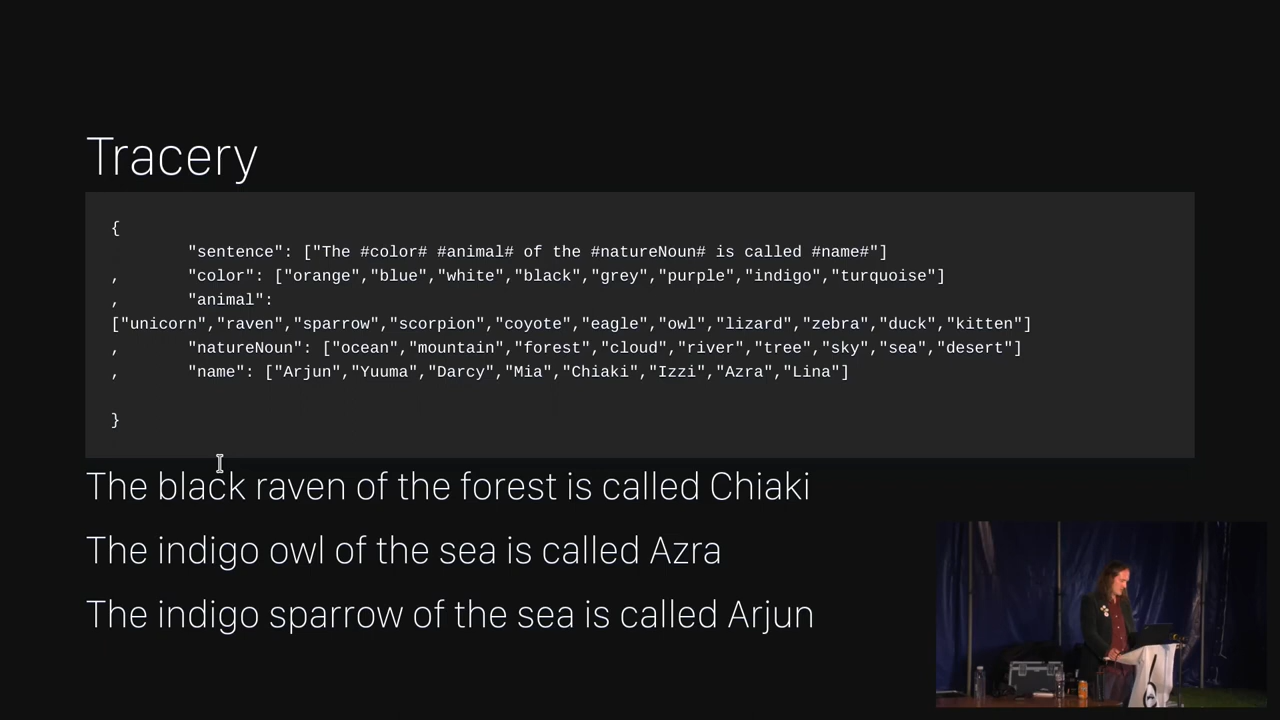 Tracery
{
"sentence": ["The #color# #animal# of the #natureNoun# is called #name#"]
, "color": ["orange","blue","white","black","grey","purple","indigo","turquoise"]
, "animal":
["unicorn","raven","sparrow","scorpion","coyote","eagle","owl","lizard","zebra","duck","kitten"]
, "natureNoun": ["ocean","mountain","forest","cloud","river","tree","sky","sea","desert"]
, "name": ["Arjun","Yuuma","Darcy","Mia","Chiaki","Izzi","Azra","Lina"]
}
The black raven of the forest is called Chiaki
The indigo owl of the sea is called Azra
The indigo sparrow of the sea is called Arjun